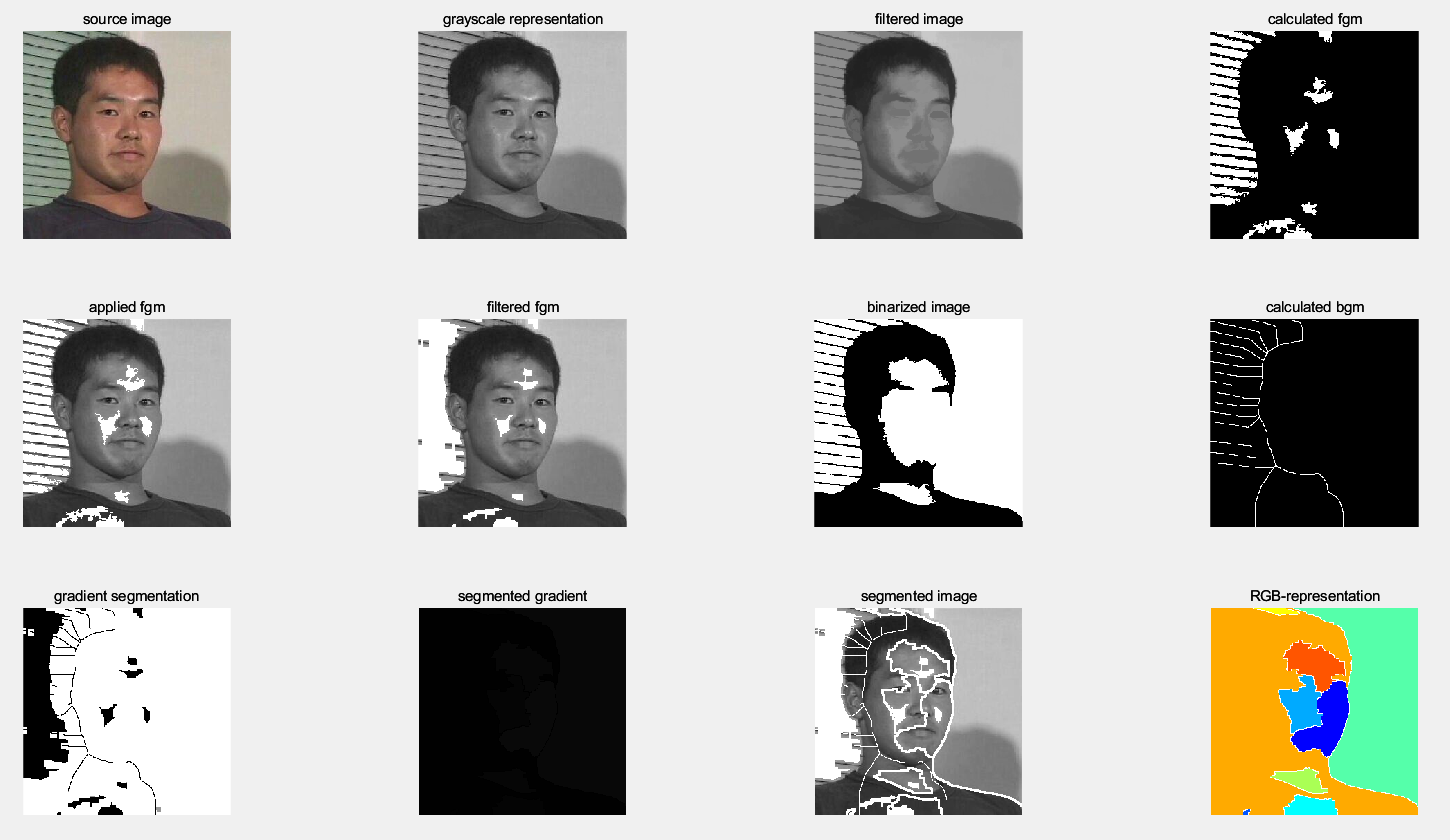 source image
grayscale representation
filtered image
calculated fgm
applied fgm
filtered fgm
binarized image
calculated bgm
gradient segmentation
segmented gradient
segmented image
RGB-representation